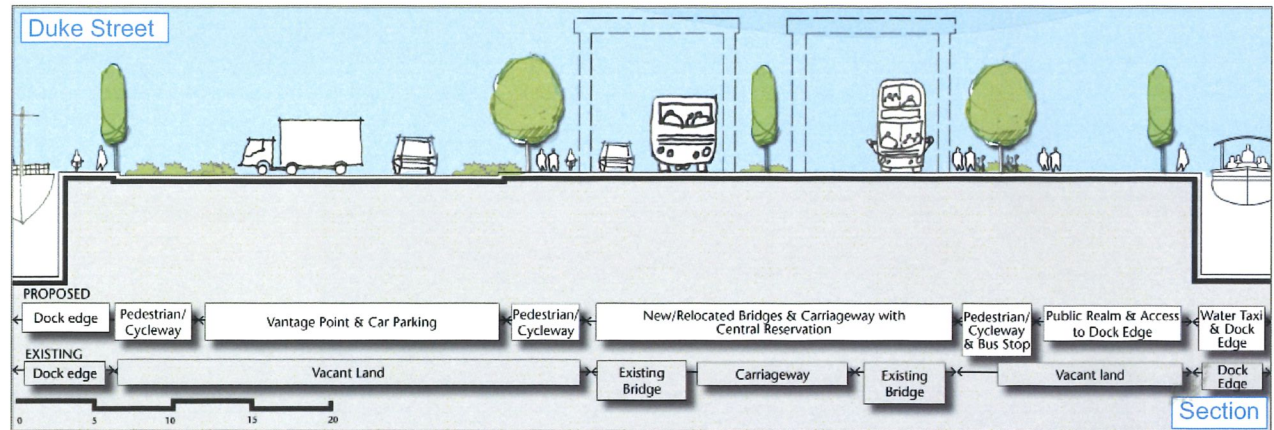 Duke Street
PROPOSED
Dock edge
Pedestrian/
Cycleway
Vantage Point & Car Parking
Pedestrian/
Cycleway
New/Relocated Bridges & Carriageway with
Central Reservation
Pedestrian/
Cycleway
& Bus Stop
Public Realm & Access
to Dock Edge
Water Taxi
& Dock
Edge
EXISTING
Dock edge
Vacant Land
Existing
Bridge
Carriageway
Existing
Bridge
Vacant land
Dock
Edge
0 5 10 15 20
Section